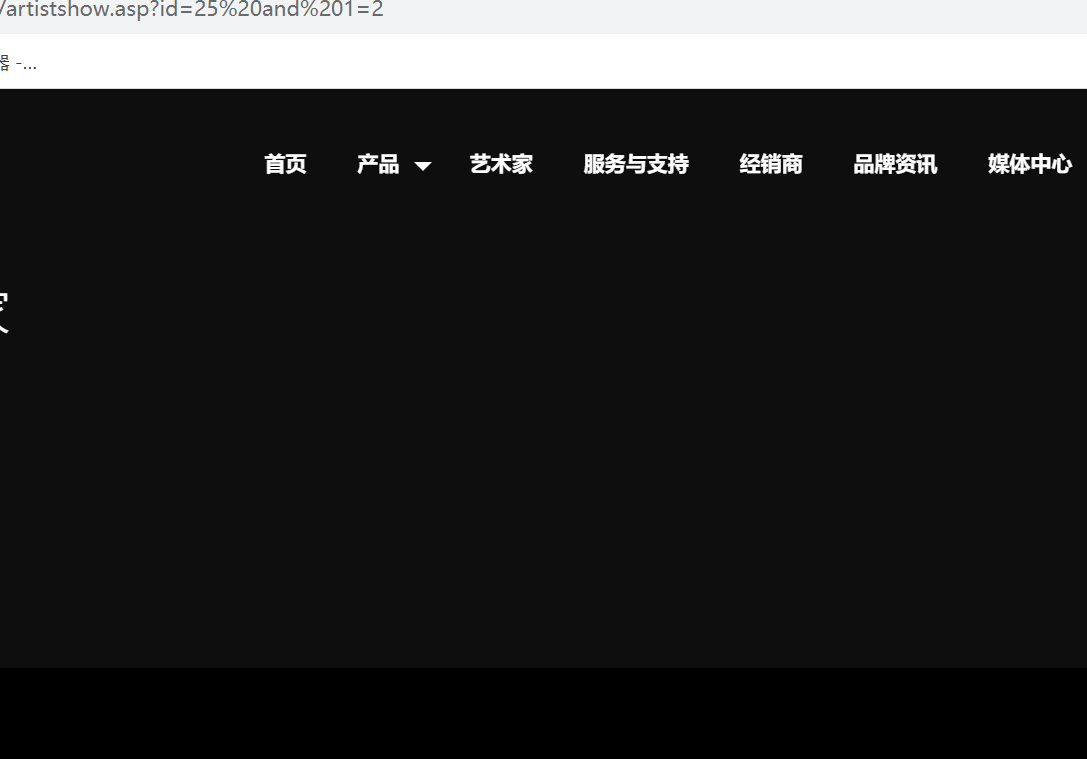 /artistshow.asp?id=25%20and%201=2
器 -...
首页 产品 艺术家 服务与支持 经销商 品牌资讯 媒体中心